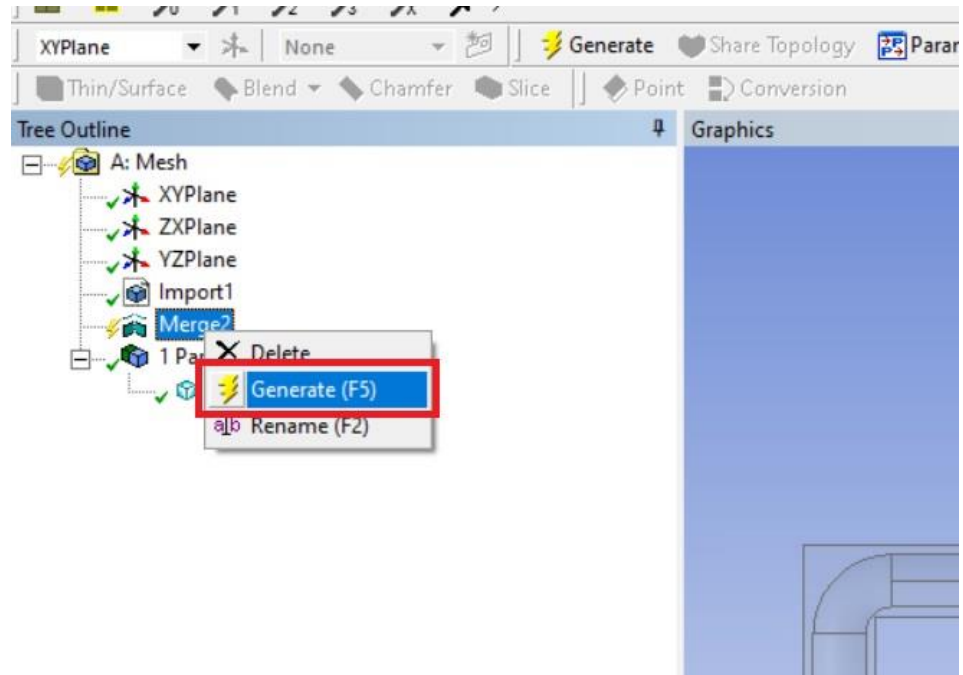 XYPlane None Generate Share Topology Param
Thin/Surface Blend Chamfer Slice Point Conversion
Tree Outline Graphics
A: Mesh
XYPlane
ZXPlane
YZPlane
Import1
Merge2
1 Pa Delete
Generate (F5)
a|b Rename (F2)